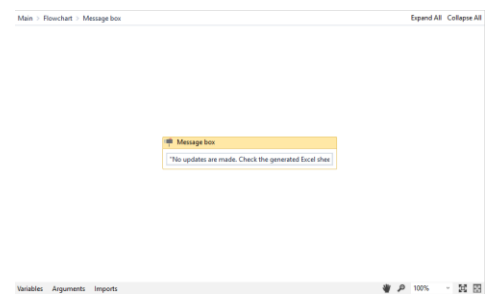 Main > Flowchart > Message box
Expand All Collapse All
Message box
"No updates are made. Check the generated Excel shee
Variables Arguments Imports
100%